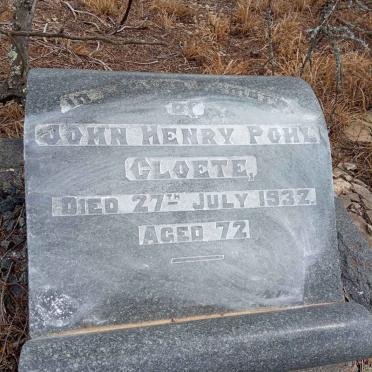 OF
JOHN HENRY POHL
CLOETE,
DIED 27TH JULY 1932.
AGED 72